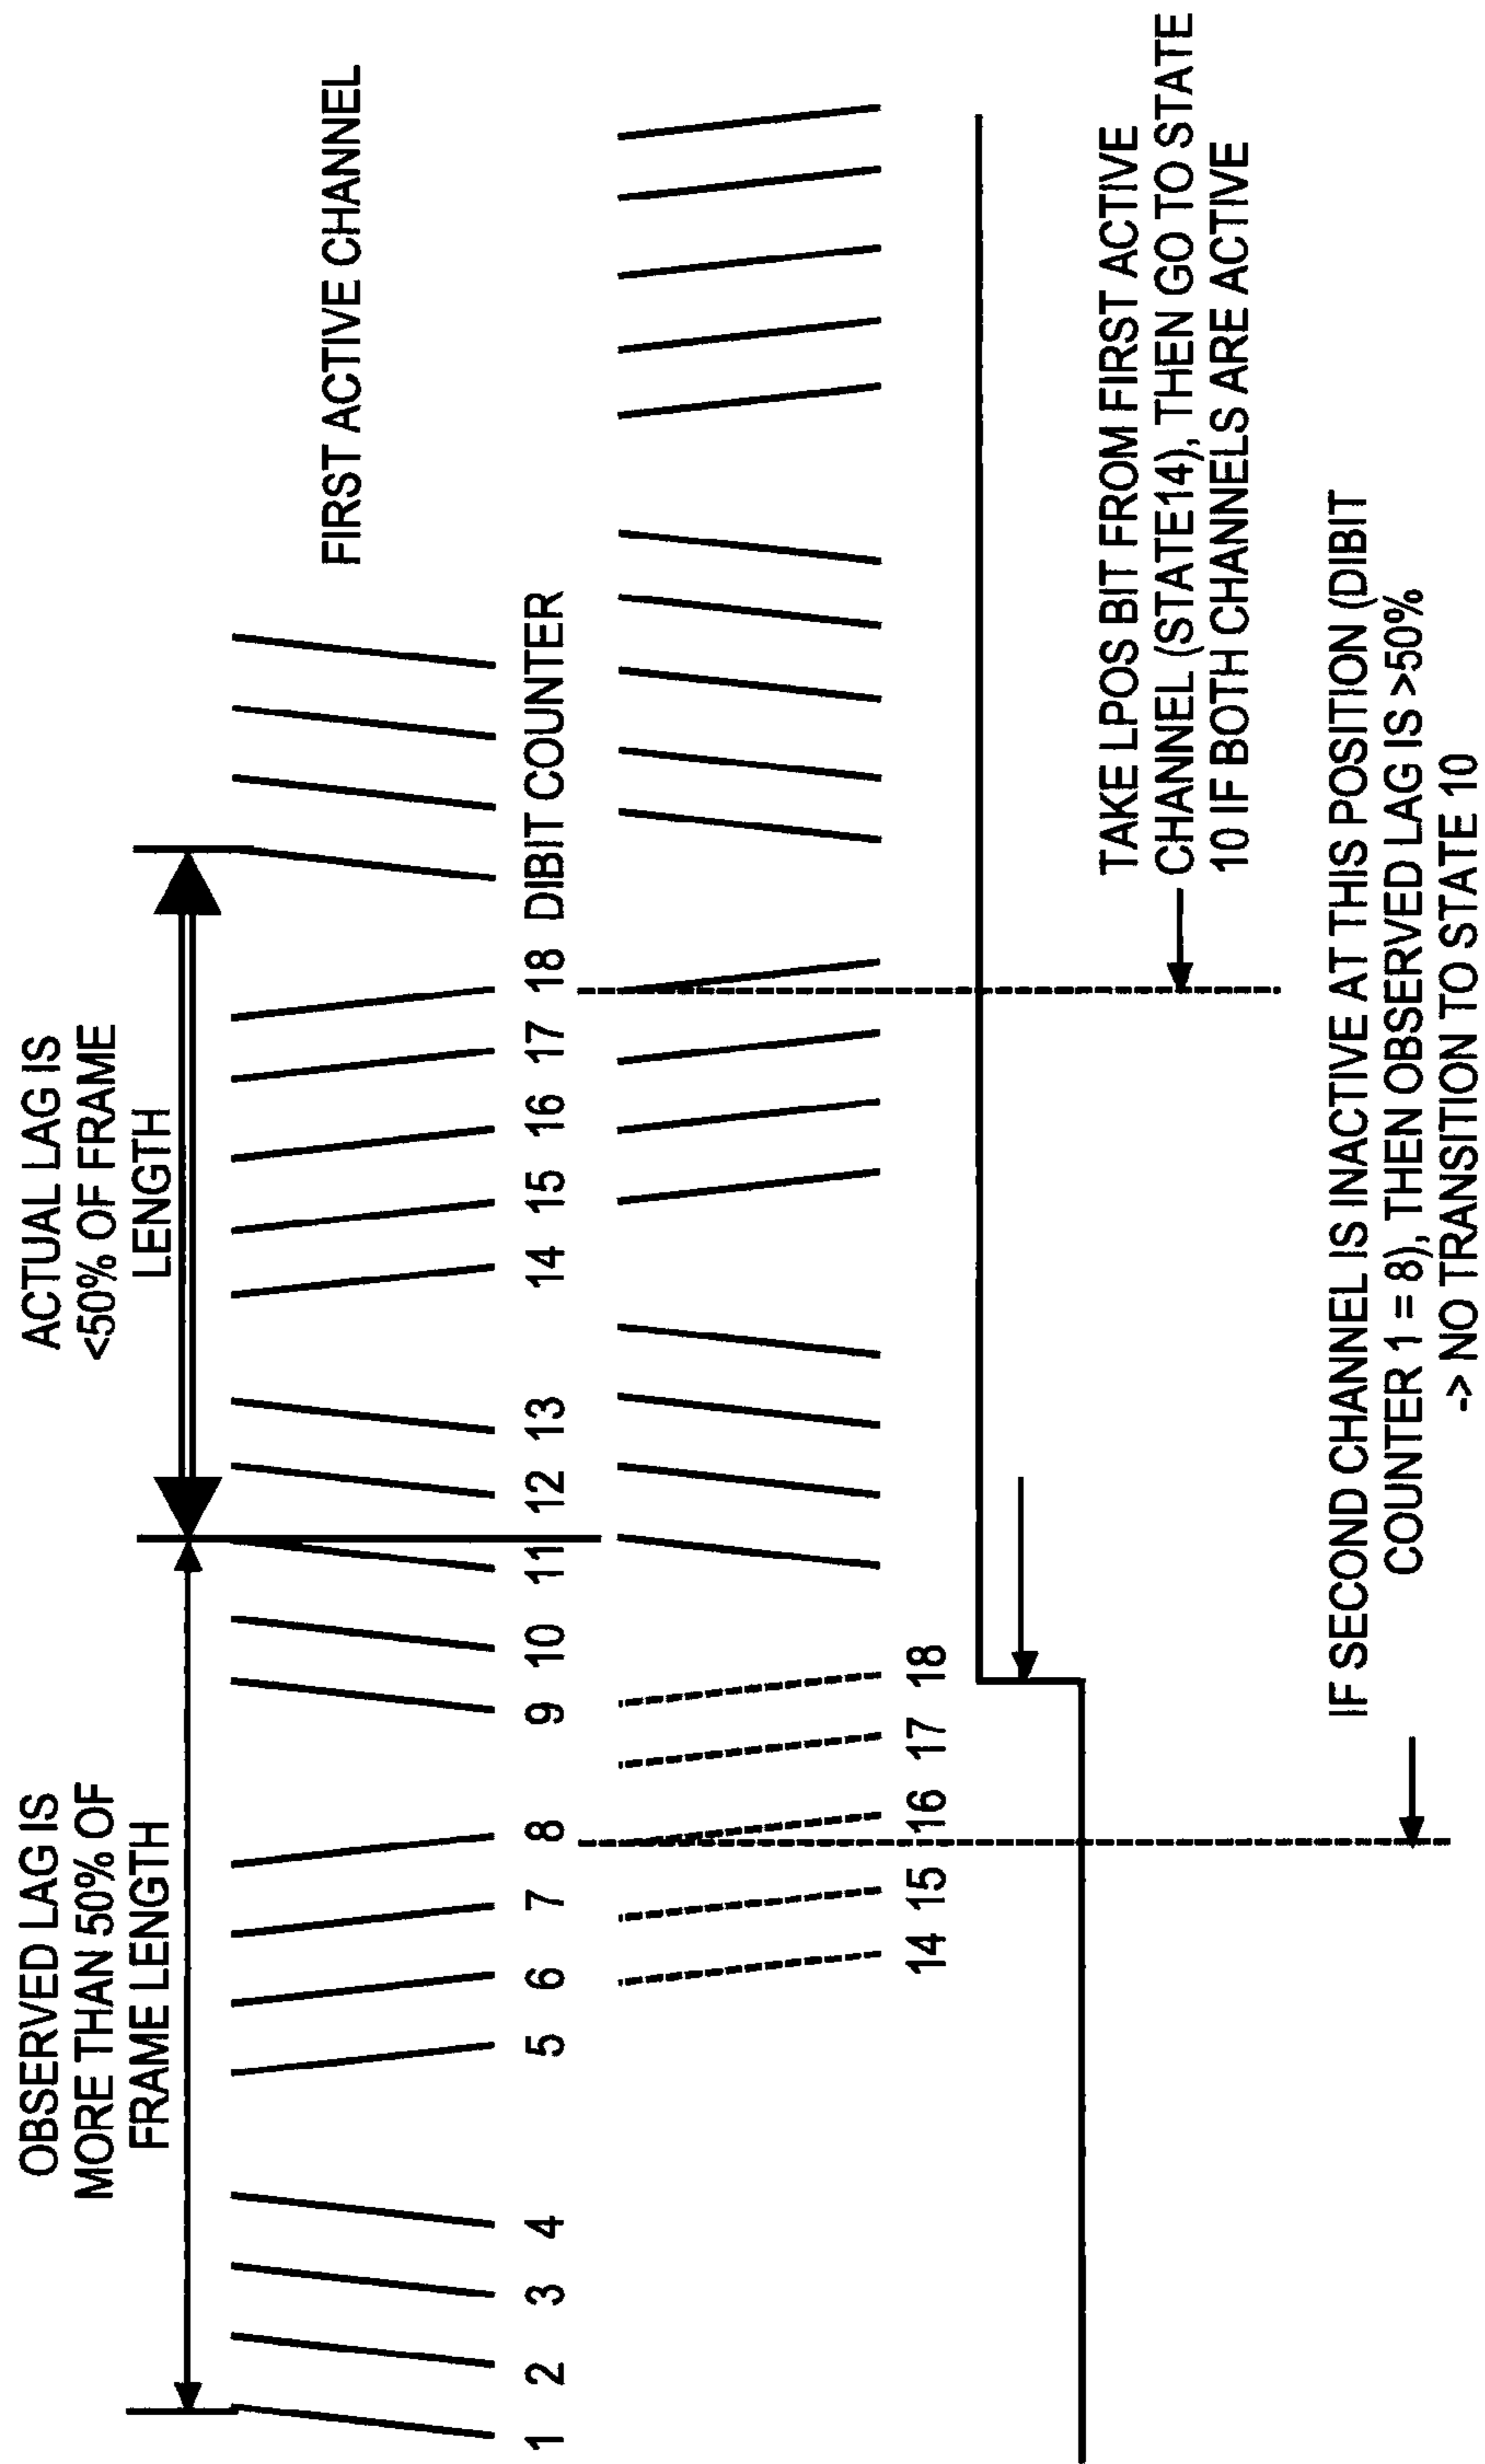 OBSERVED LAG IS
MORE THAN 50% OF
FRAME LENGTH
ACTUAL LAG IS
<50% OF FRAME
LENGTH
FIRST ACTIVE CHANNEL
1 2 3 4 5 6 7 8 9 10 11 12 13 14 15 16 17 18 DIBIT COUNTER
14 15 16 17 18
TAKE LPOS BIT FROM FIRST ACTIVE
CHANNEL (STATE14), THEN GO TO STATE
10 IF BOTH CHANNELS ARE ACTIVE
IF SECOND CHANNEL IS INACTIVE AT THIS POSITION (DIBIT
COUNTER 1 = 8), THEN OBSERVED LAG IS >50%
-> NO TRANSITION TO STATE 10